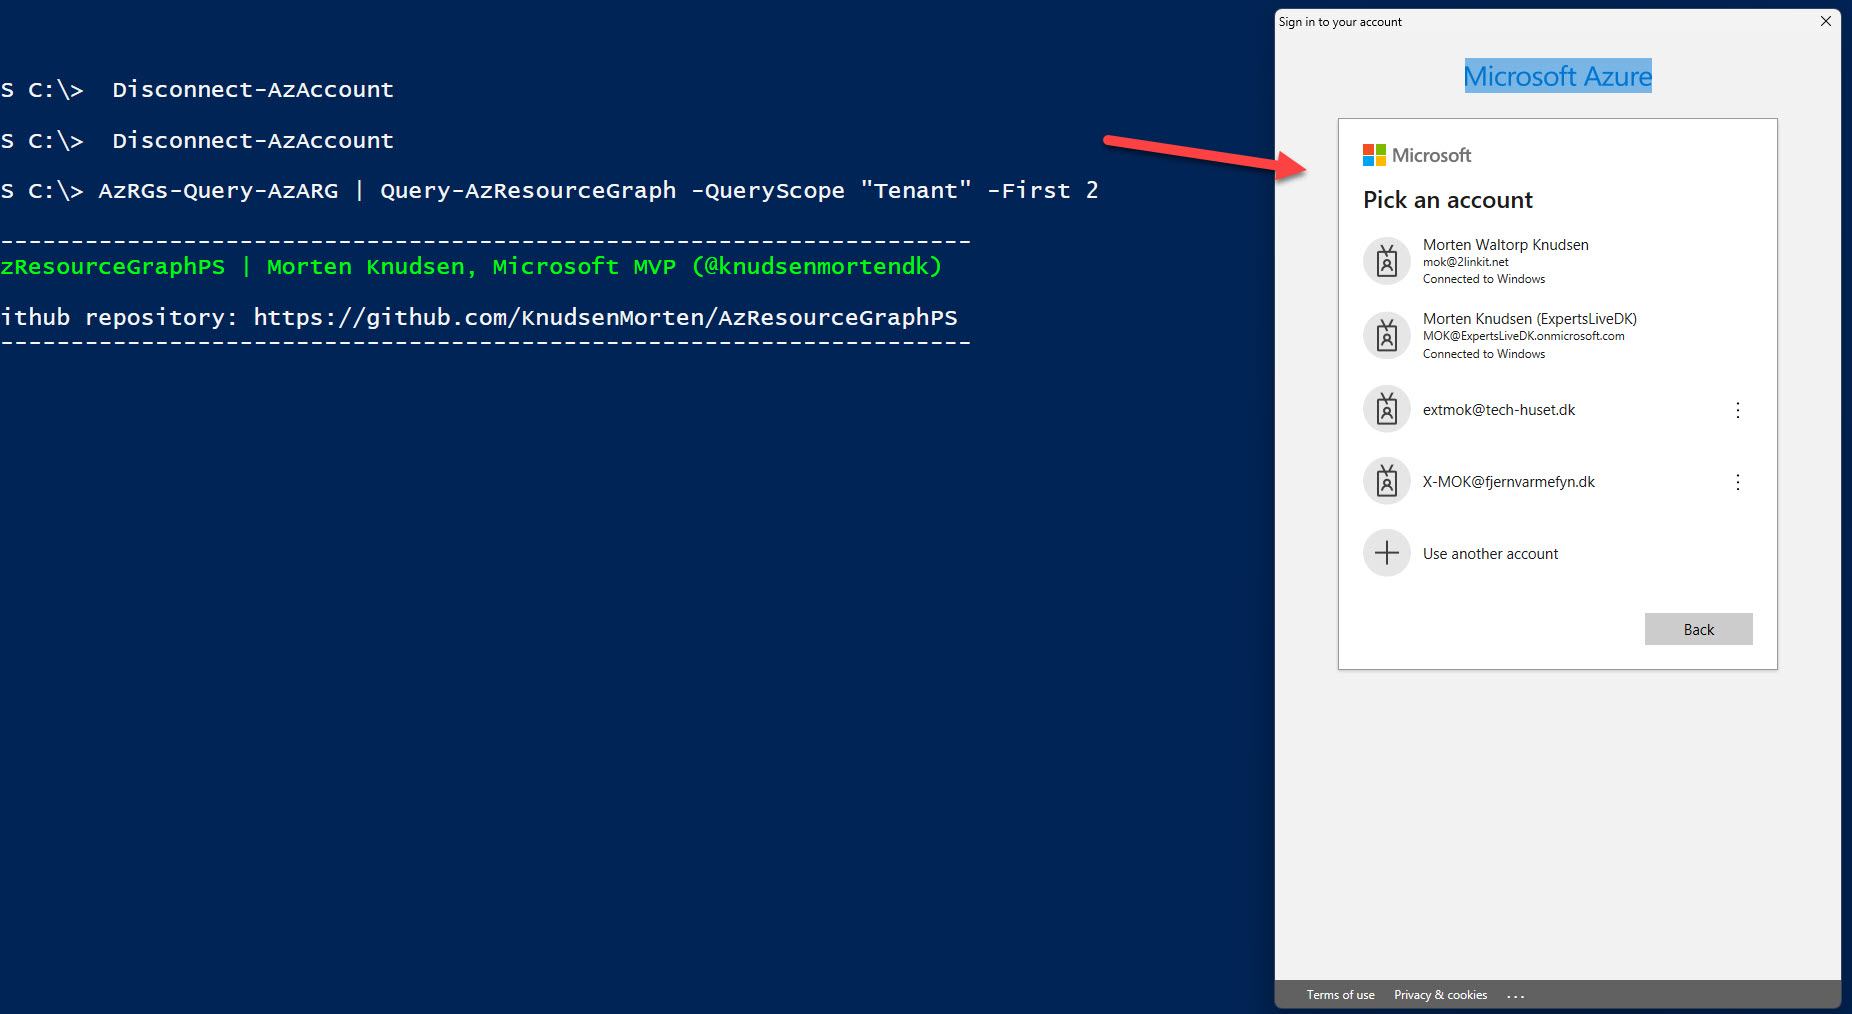 S C:\>  Disconnect-AzAccount
S C:\>  Disconnect-AzAccount
S C:\> AzRGs-Query-AzARG | Query-AzResourceGraph -QueryScope "Tenant" -First 2
---------------------------------------------------------------------
zResourceGraphPS | Morten Knudsen, Microsoft MVP (@knudsenmortendk)
ithub repository: https://github.com/KnudsenMorten/AzResourceGraphPS
---------------------------------------------------------------------
Sign in to your account
Microsoft Azure
Microsoft
Pick an account
Morten Waltorp Knudsen
mok@2linkit.net
Connected to Windows
Morten Knudsen (ExpertsLiveDK)
MOK@ExpertsLiveDK.onmicrosoft.com
Connected to Windows
extmok@tech-huset.dk
X-MOK@fjernvarmefyn.dk
Use another account
Back
Terms of use Privacy & cookies ...